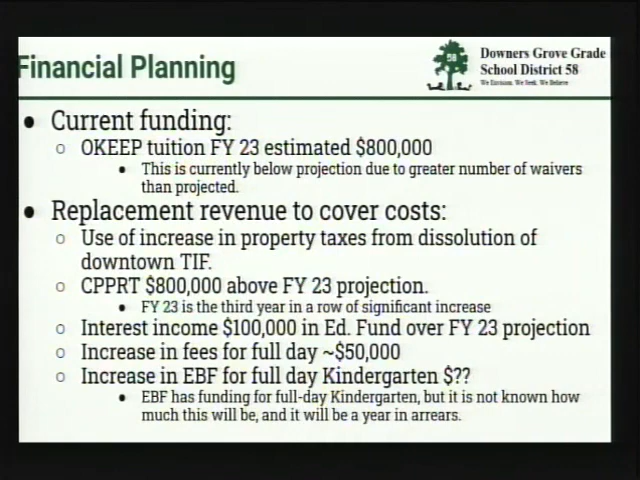 Financial Planning
58
Downers Grove Grade
School District 58
We Envision. We Seek. We Believe
• Current funding:
○ OKEEP tuition FY 23 estimated $800,000
• This is currently below projection due to greater number of waivers
than projected.
• Replacement revenue to cover costs:
○ Use of increase in property taxes from dissolution of
downtown TIF.
○ CPPRT $800,000 above FY 23 projection.
• FY 23 is the third year in a row of significant increase
○ Interest income $100,000 in Ed. Fund over FY 23 projection
○ Increase in fees for full day ~$50,000
○ Increase in EBF for full day Kindergarten $??
• EBF has funding for full-day Kindergarten, but it is not known how
much this will be, and it will be a year in arrears.